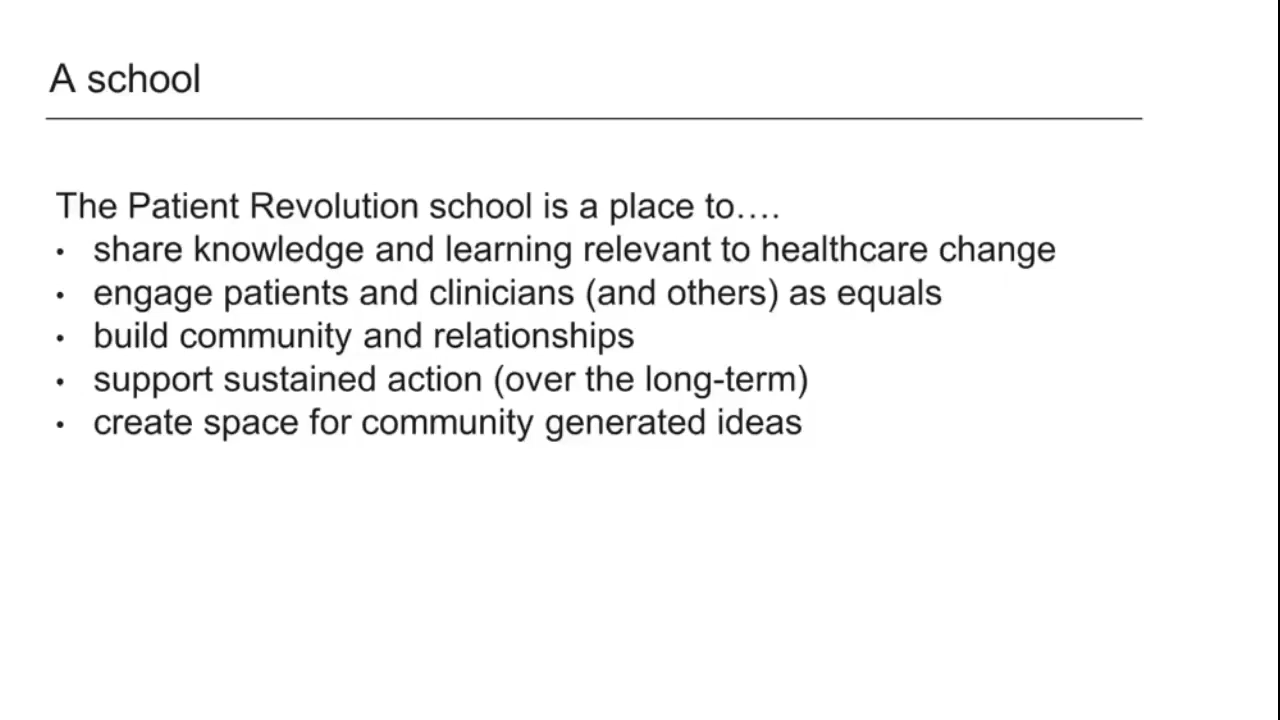 A school
The Patient Revolution school is a place to….
• share knowledge and learning relevant to healthcare change
• engage patients and clinicians (and others) as equals
• build community and relationships
• support sustained action (over the long-term)
• create space for community generated ideas